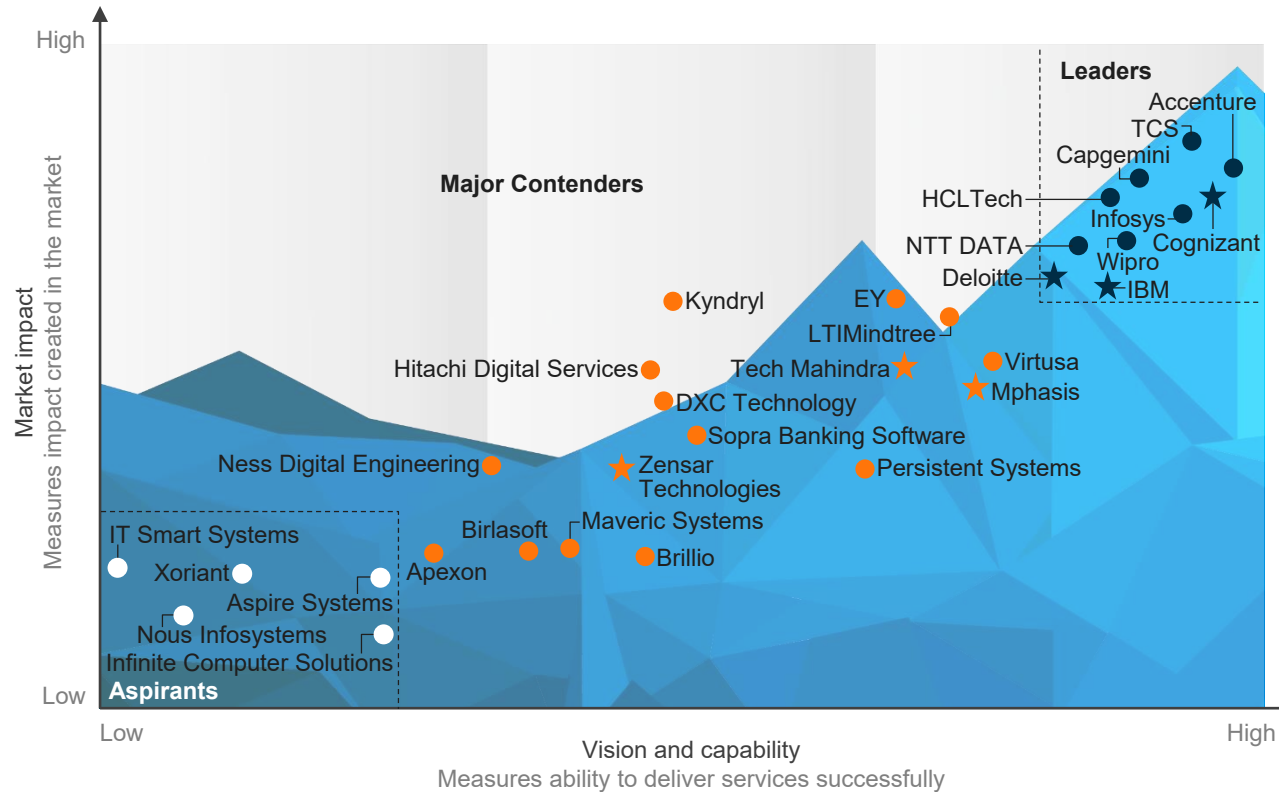 High
Leaders
Accenture
TCS
Capgemini
Major Contenders
HCLTech
Infosys
Cognizant
NTT DATA
Wipro
Deloitte
IBM
Kyndryl
EY
LTIMindtree
Hitachi Digital Services
Tech Mahindra
Virtusa
Mphasis
DXC Technology
Sopra Banking Software
Ness Digital Engineering
Zensar
Technologies
Persistent Systems
Maveric Systems
Birlasoft
IT Smart Systems
Brillio
Apexon
Xoriant
Aspire Systems
Nous Infosystems
Infinite Computer Solutions
Aspirants
Low
Market impact
Measures impact created in the market
Low
High
Vision and capability
Measures ability to deliver services successfully